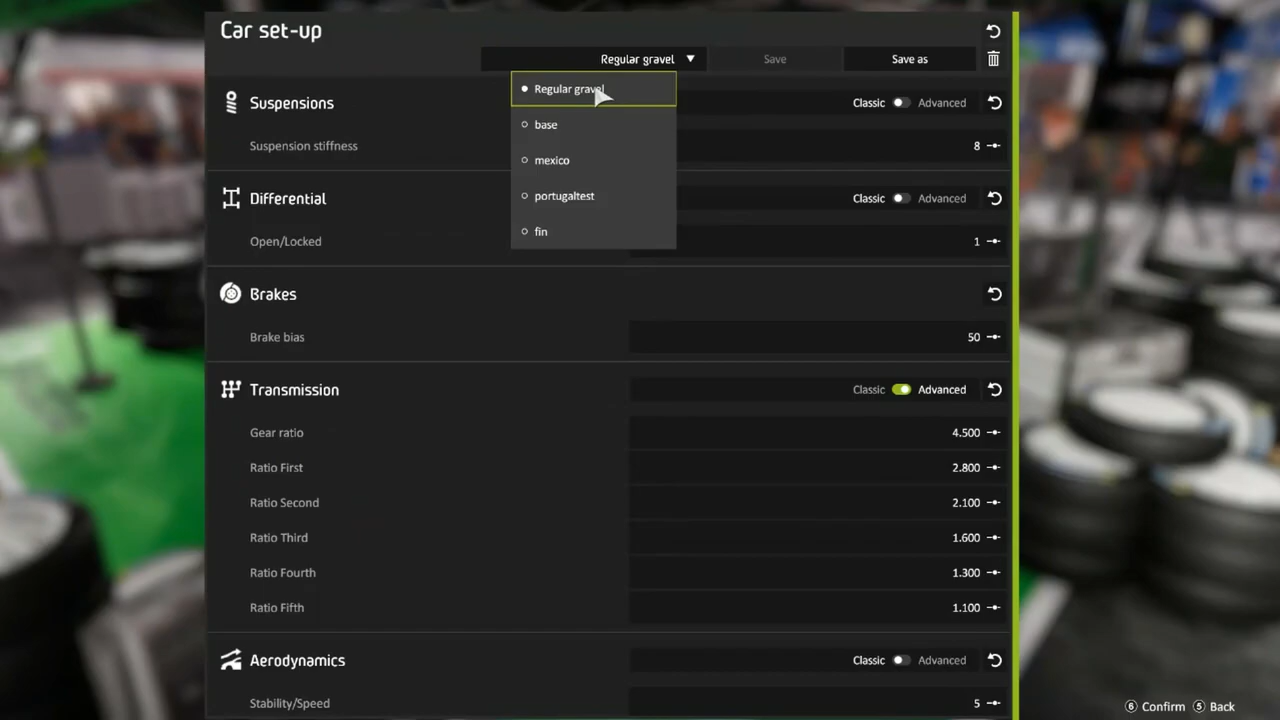 Car set-up
Regular gravel ▼ Save Save as
Regular gravel
base
mexico
portugaltest
fin
Suspensions Classic Advanced
Suspension stiffness 8
Differential Classic Advanced
Open/Locked 1
Brakes
Brake bias 50
Transmission Classic Advanced
Gear ratio 4.500
Ratio First 2.800
Ratio Second 2.100
Ratio Third 1.600
Ratio Fourth 1.300
Ratio Fifth 1.100
Aerodynamics Classic Advanced
Stability/Speed 5
6 Confirm 5 Back